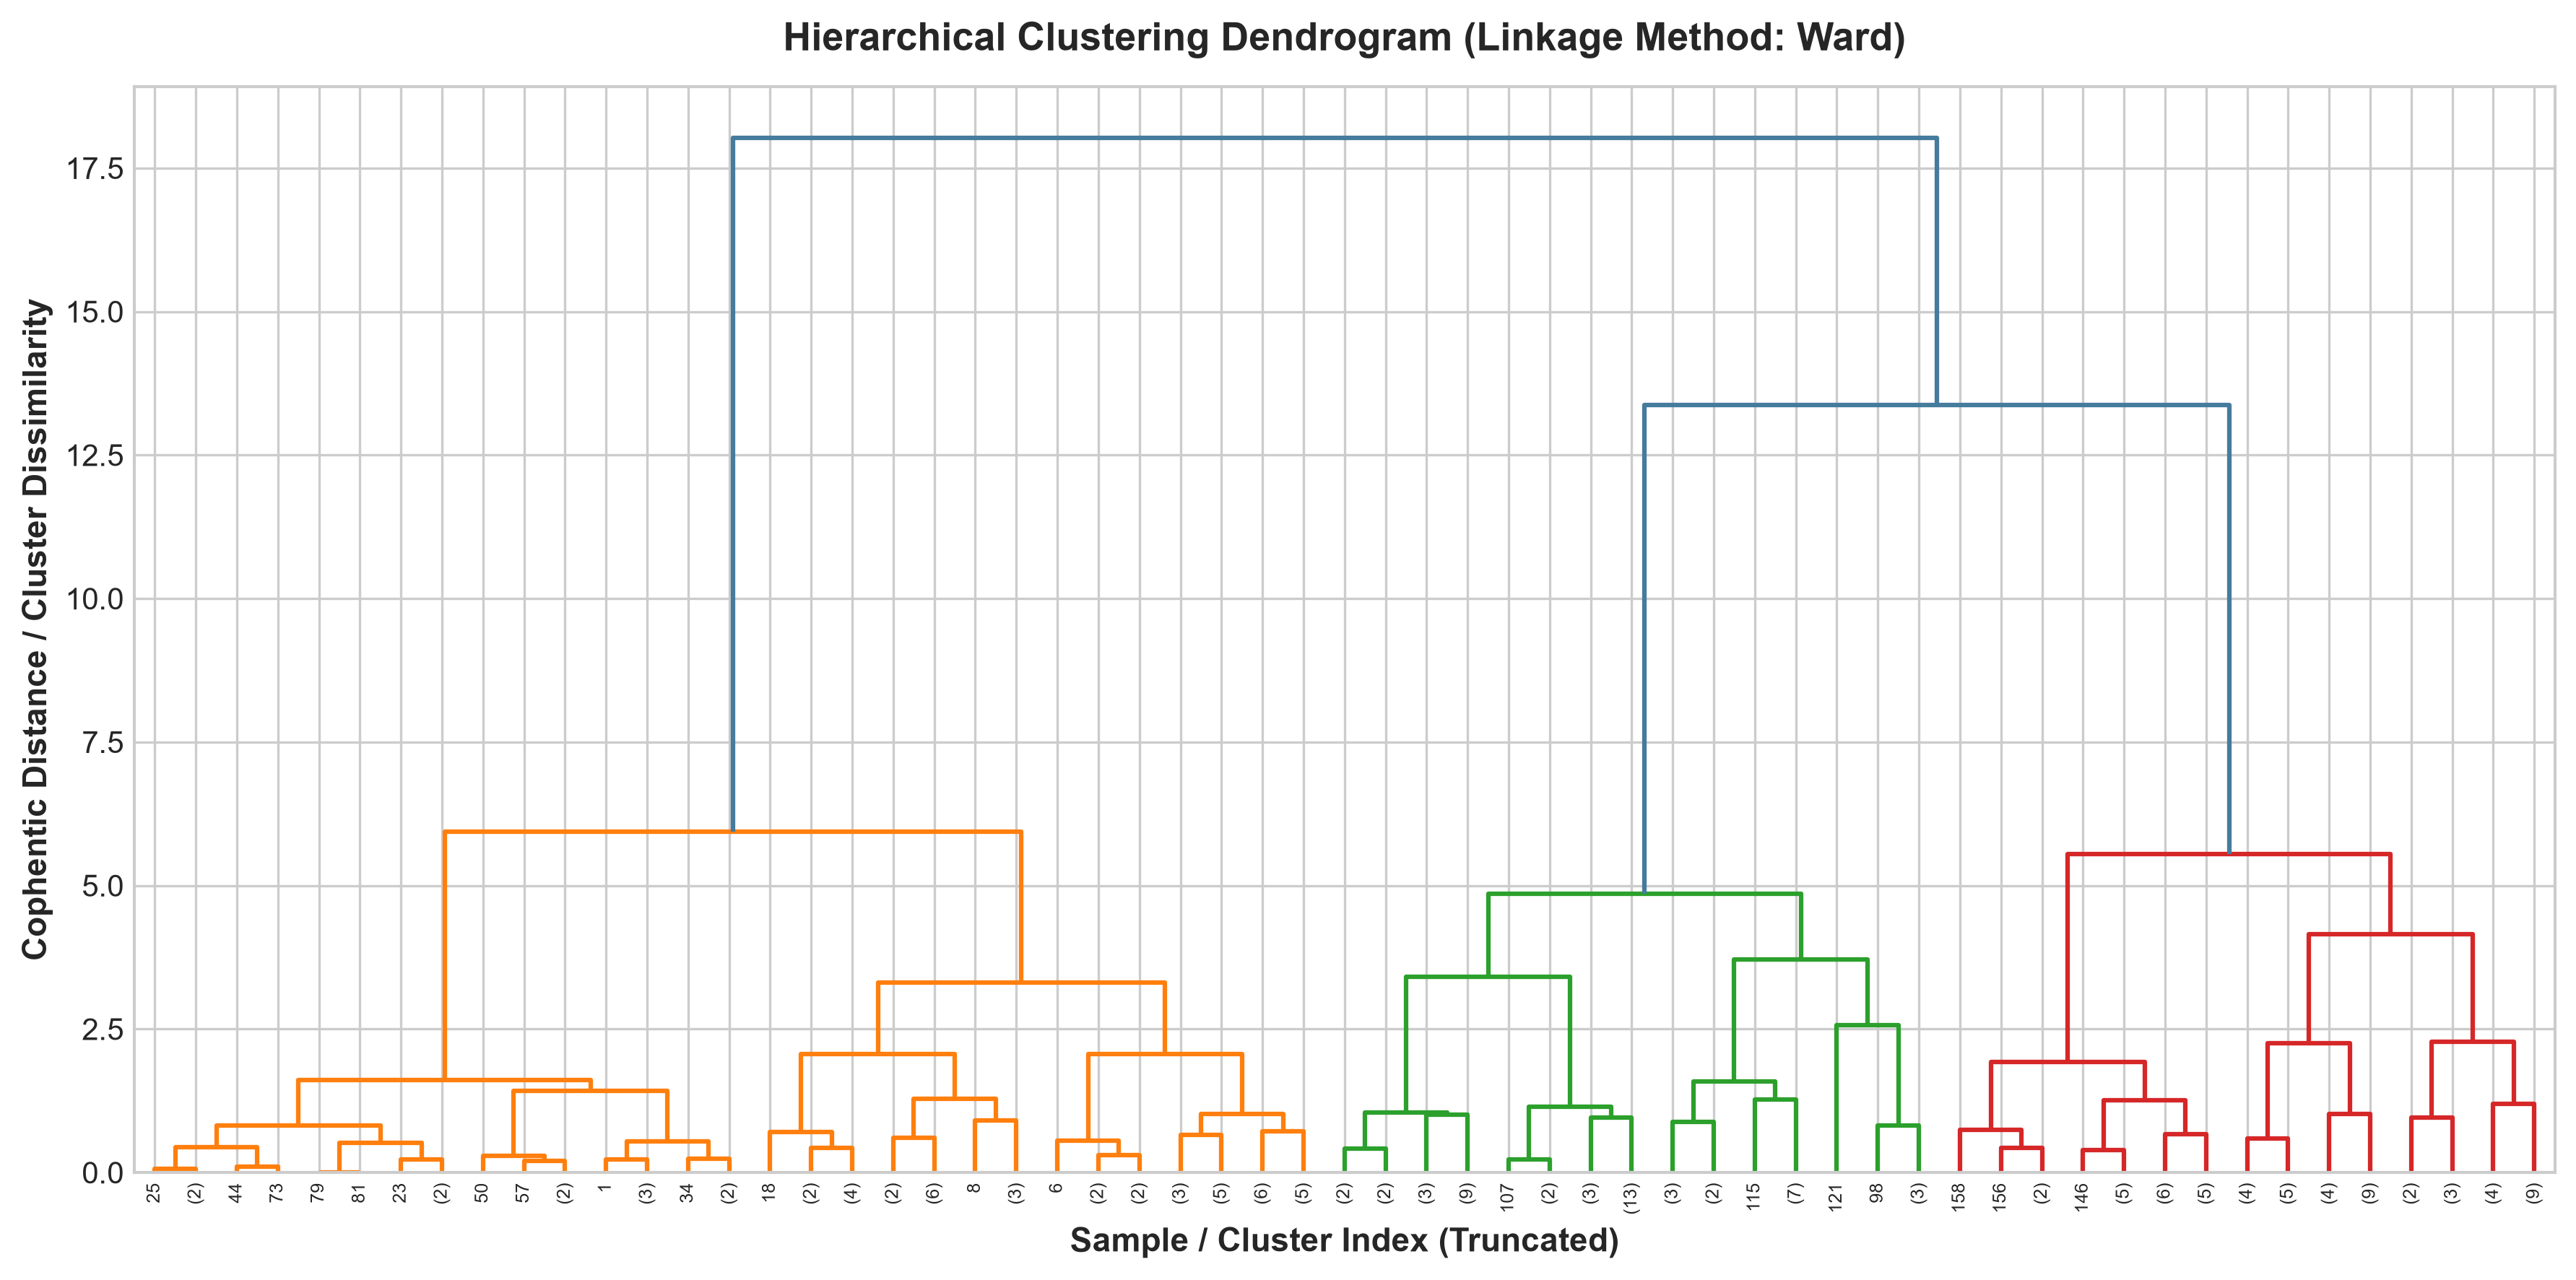 Hierarchical Clustering Dendrogram (Linkage Method: Ward)
Cophentic Distance / Cluster Dissimilarity
17.5
15.0
12.5
10.0
7.5
5.0
2.5
0.0
25 (2) 44 73 79 81 23 (2) 50 57 (2) 1 (3) 34 (2) 18 (2) (4) (2) (6) 8 (3) 6 (2) (2) (3) (5) (6) (5) (2) (2) (3) (9) 107 (2) (3) (13) (3) (2) 115 (7) 121 98 (3) 158 156 (2) 146 (5) (6) (5) (4) (5) (4) (9) (2) (3) (4) (9)
Sample / Cluster Index (Truncated)